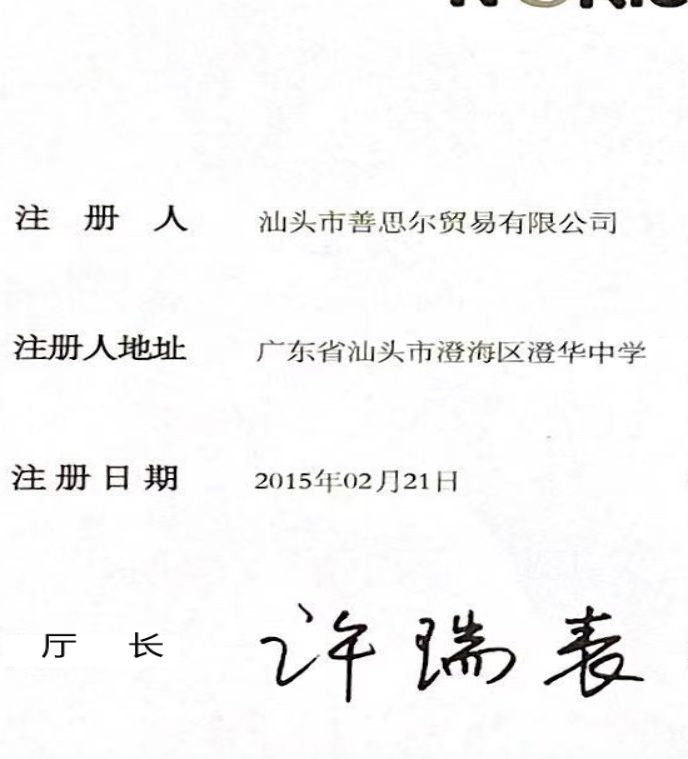 注册人 汕头市善思尔贸易有限公司
注册人地址 广东省汕头市澄海区澄华中学
注册日期 2015年02月21日
厅长 许瑞表